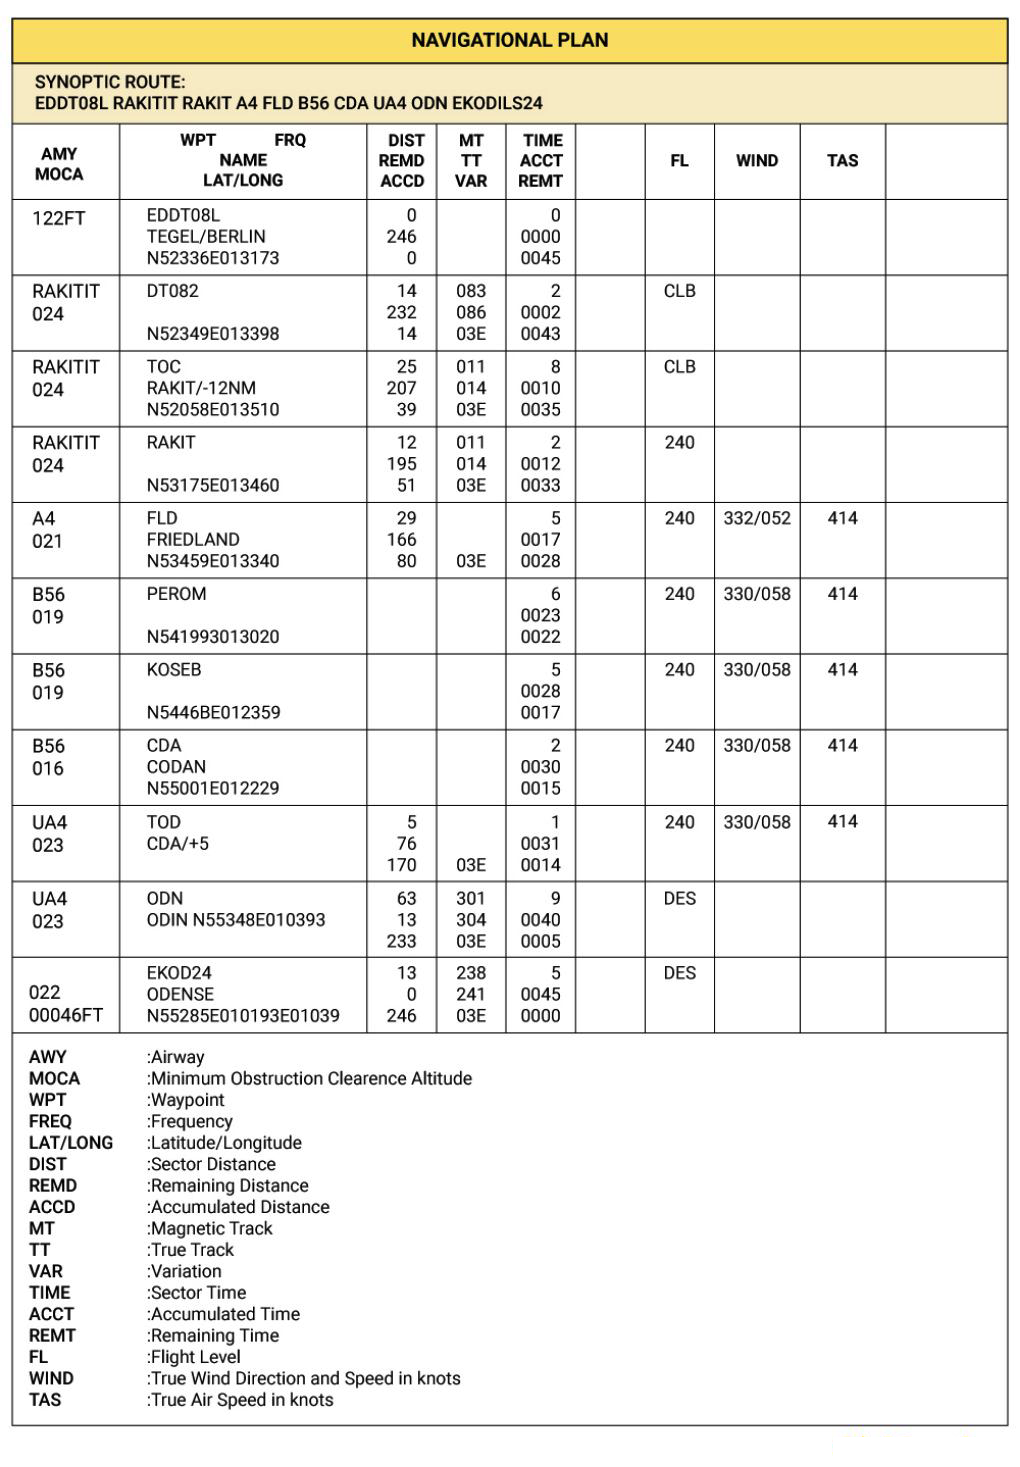 NAVIGATIONAL PLAN
SYNOPTIC ROUTE:
EDDT08L RAKITIT RAKIT A4 FLD B56 CDA UA4 ODN EKODILS24
AMY MOCA
WPT FRQ
NAME
LAT/LONG
DIST REMD ACCD
MT TT VAR
TIME ACCT REMT
FL
WIND
TAS
122FT
EDDT08L 0 0
TEGEL/BERLIN 246 0000
N52336E013173 0 0045
RAKITIT DT082 14 083 2 CLB
024 232 086 0002
N52349E013398 14 03E 0043
RAKITIT TOC 25 011 8 CLB
024 RAKIT/-12NM 207 014 0010
N52058E013510 39 03E 0035
RAKITIT RAKIT 12 011 2 240
024 195 014 0012
N53175E013460 51 03E 0033
A4 FLD 29 5 240 332/052 414
021 FRIEDLAND 166 0017
N53459E013340 80 03E 0028
B56 PEROM 6 240 330/058 414
019 0023
N541993013020 0022
B56 KOSEB 5 240 330/058 414
019 0028
N5446BE012359 0017
B56 CDA 2 240 330/058 414
016 CODAN 0030
N55001E012229 0015
UA4 TOD 5 1 240 330/058 414
023 CDA/+5 76 0031
170 03E 0014
UA4 ODN 63 301 9 DES
023 ODIN N55348E010393 13 304 0040
233 03E 0005
EKOD24 13 238 5 DES
022 ODENSE 0 241 0045
00046FT N55285E010193E01039 246 03E 0000
AWY :Airway
MOCA :Minimum Obstruction Clearence Altitude
WPT :Waypoint
FREQ :Frequency
LAT/LONG :Latitude/Longitude
DIST :Sector Distance
REMD :Remaining Distance
ACCD :Accumulated Distance
MT :Magnetic Track
TT :True Track
VAR :Variation
TIME :Sector Time
ACCT :Accumulated Time
REMT :Remaining Time
FL :Flight Level
WIND :True Wind Direction and Speed in knots
TAS :True Air Speed in knots